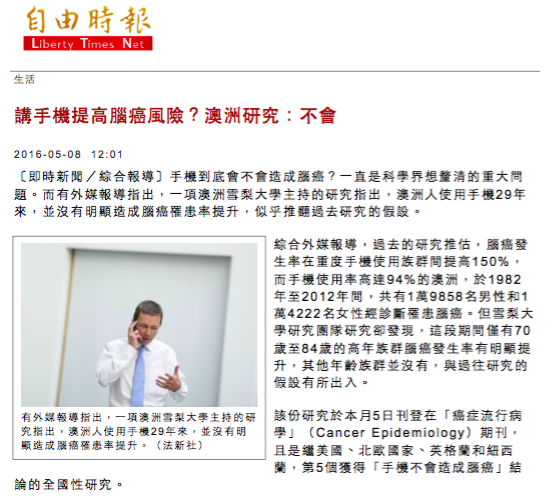 自由時報
Liberty Times Net
生活
講手機提高腦癌風險？澳洲研究：不會
2016-05-08 12:01
〔即時新聞／綜合報導〕手機到底會不會造成腦癌？一直是科學界想釐清的重大問
題。而有外媒報導指出，一項澳洲雪梨大學主持的研究指出，澳洲人使用手機29年
來，並沒有明顯造成腦癌罹患率提升，似乎推翻過去研究的假設。
有外媒報導指出，一項澳洲雪梨大學主持的研
究指出，澳洲人使用手機29年來，並沒有明
顯造成腦癌罹患率提升。（法新社）
綜合外媒報導，過去的研究推估，腦癌發
生率在重度手機使用族群間提高150%，
而手機使用率高達94%的澳洲，於1982
年至2012年間，共有1萬9858名男性和1
萬4222名女性經診斷罹患腦癌。但雪梨大
學研究團隊研究卻發現，這段期間僅有70
歲至84歲的高年族群腦癌發生率有明顯提
升，其他年齡族群並沒有，與過往研究的
假設有所出入。
該份研究於本月5日刊登在「癌症流行病
學」（Cancer Epidemiology）期刊，
且是繼美國、北歐國家、英格蘭和紐西
蘭，第5個獲得「手機不會造成腦癌」結
論的全國性研究。